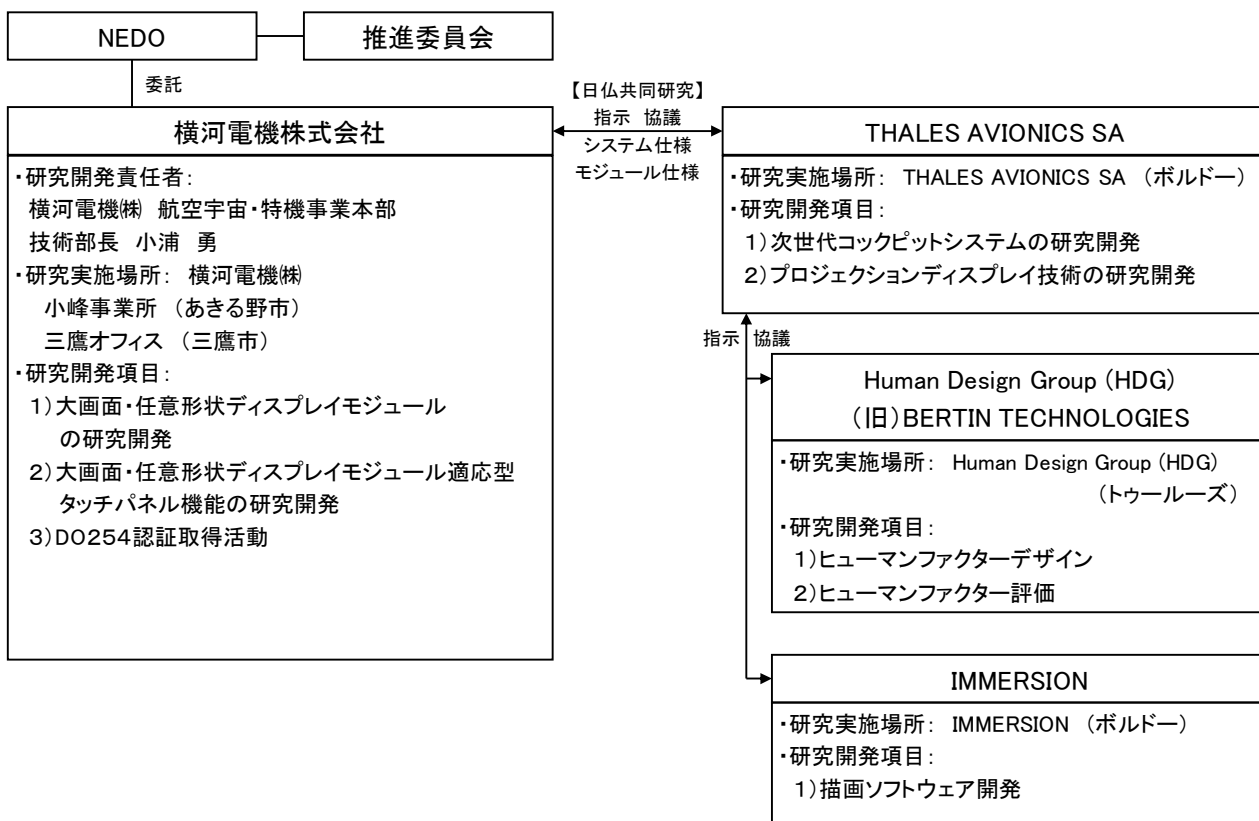 NEDO
推進委員会
委託
横河電機株式会社
・研究開発責任者：
横河電機㈱ 航空宇宙・特機事業本部
技術部長 小浦 勇
・研究実施場所： 横河電機㈱
小峰事業所 （あきる野市）
三鷹オフィス （三鷹市）
・研究開発項目：
１）大画面・任意形状ディスプレイモジュール
の研究開発
２）大画面・任意形状ディスプレイモジュール適応型
タッチパネル機能の研究開発
３）DO254認証取得活動
【日仏共同研究】
指示 協議
システム仕様
モジュール仕様
THALES AVIONICS SA
・研究実施場所： THALES AVIONICS SA （ボルドー）
・研究開発項目：
１）次世代コックピットシステムの研究開発
２）プロジェクションディスプレイ技術の研究開発
指示 協議
Human Design Group (HDG)
（旧）BERTIN TECHNOLOGIES
・研究実施場所： Human Design Group (HDG)
（トゥールーズ）
・研究開発項目：
１）ヒューマンファクターデザイン
２）ヒューマンファクター評価
IMMERSION
・研究実施場所： IMMERSION （ボルドー）
・研究開発項目：
１）描画ソフトウェア開発